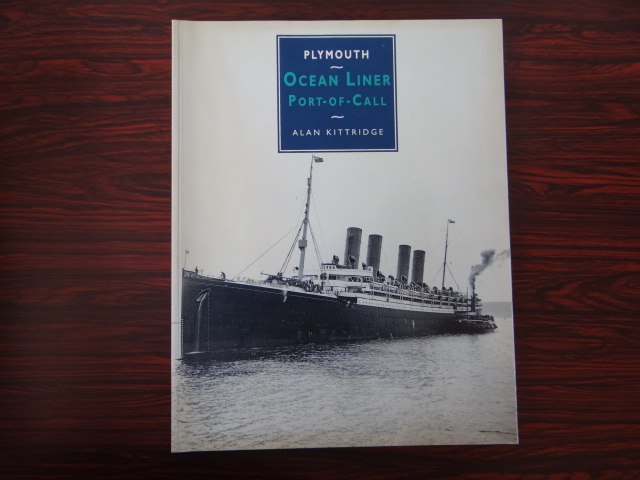 PLYMOUTH
~
OCEAN LINER
PORT-OF-CALL
~
ALAN KITTRIDGE